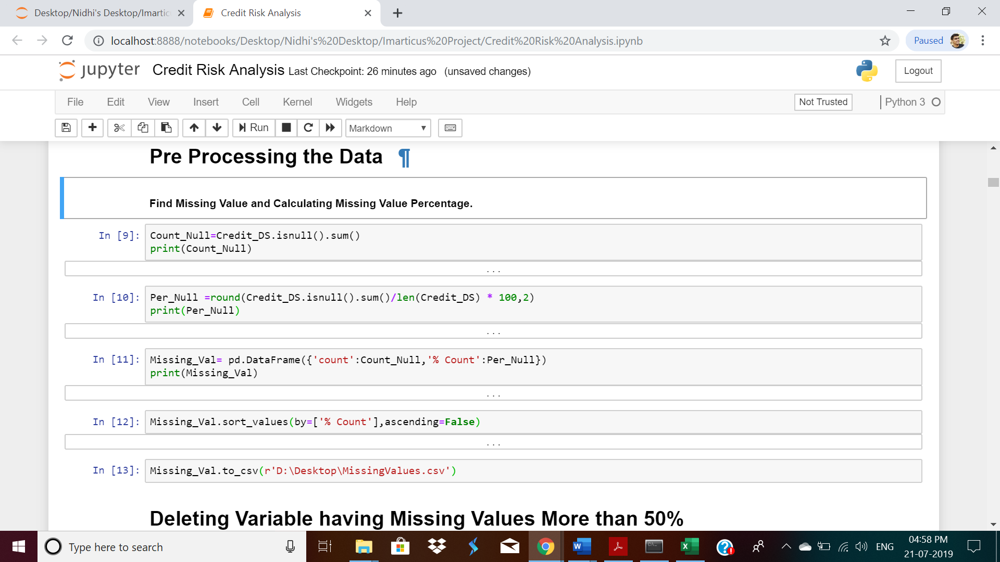 Desktop/Nidhi's Desktop/Imartic
Credit Risk Analysis
localhost:8888/notebooks/Desktop/Nidhi's%20Desktop/Imarticus%20Project/Credit%20Risk%20Analysis.ipynb
Paused
jupyter Credit Risk Analysis Last Checkpoint: 26 minutes ago (unsaved changes)
Logout
File Edit View Insert Cell Kernel Widgets Help
Not Trusted
Python 3
Run
Markdown
Pre Processing the Data ¶
Find Missing Value and Calculating Missing Value Percentage.
In [9]: Count_Null=Credit_DS.isnull().sum()
print(Count_Null)
...
In [10]: Per_Null =round(Credit_DS.isnull().sum()/len(Credit_DS) * 100,2)
print(Per_Null)
...
In [11]: Missing_Val= pd.DataFrame({'count':Count_Null,'% Count':Per_Null})
print(Missing_Val)
...
In [12]: Missing_Val.sort_values(by=['% Count'],ascending=False)
...
In [13]: Missing_Val.to_csv(r'D:\Desktop\MissingValues.csv')
Deleting Variable having Missing Values More than 50%
Type here to search
ENG
04:58 PM
21-07-2019